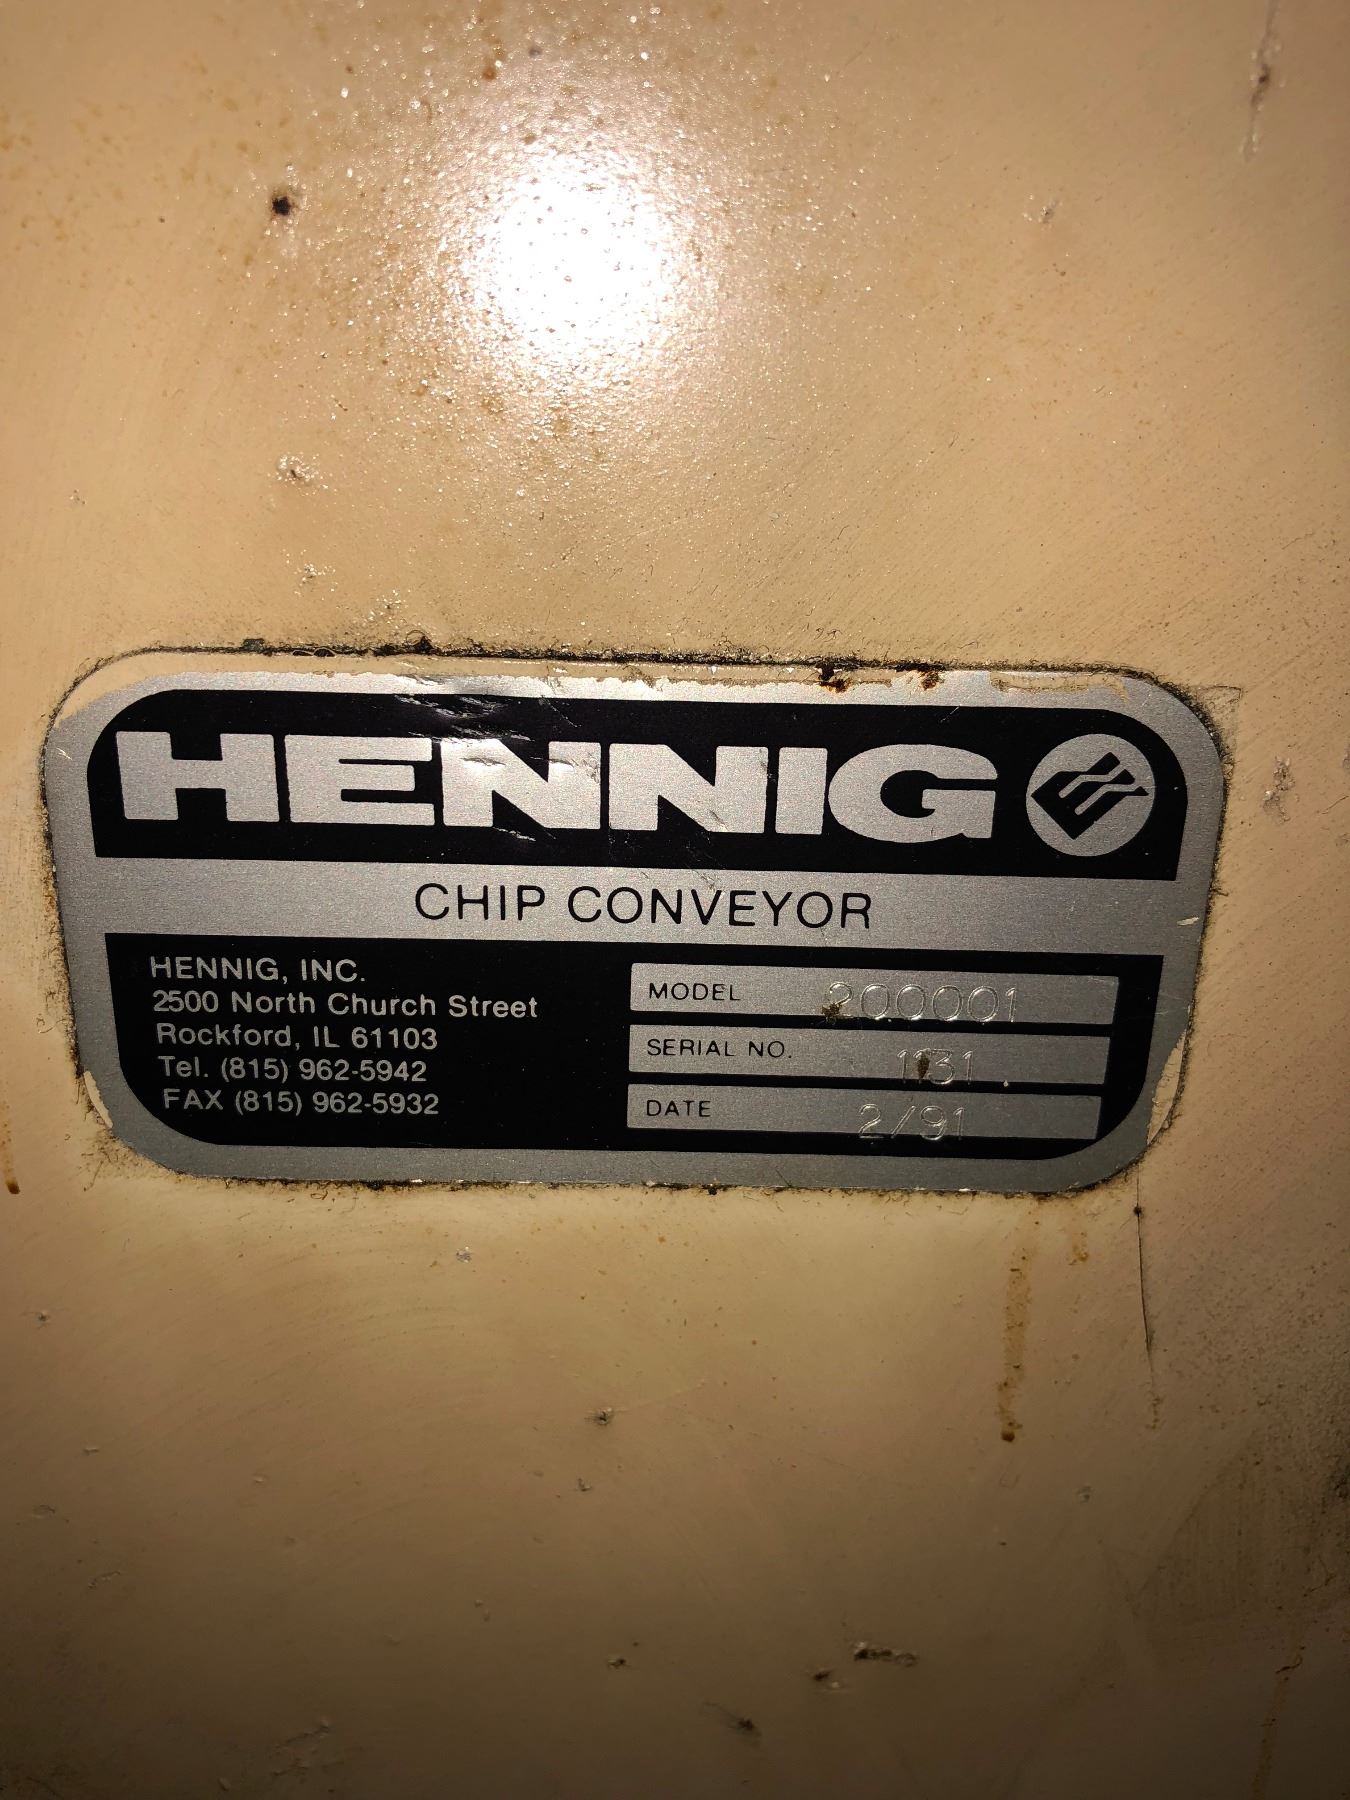 HENNIG
CHIP CONVEYOR
HENNIG, INC.
2500 North Church Street
Rockford, IL 61103
Tel. (815) 962-5942
FAX (815) 962-5932
MODEL 200001
SERIAL NO. 1131
DATE 2/91